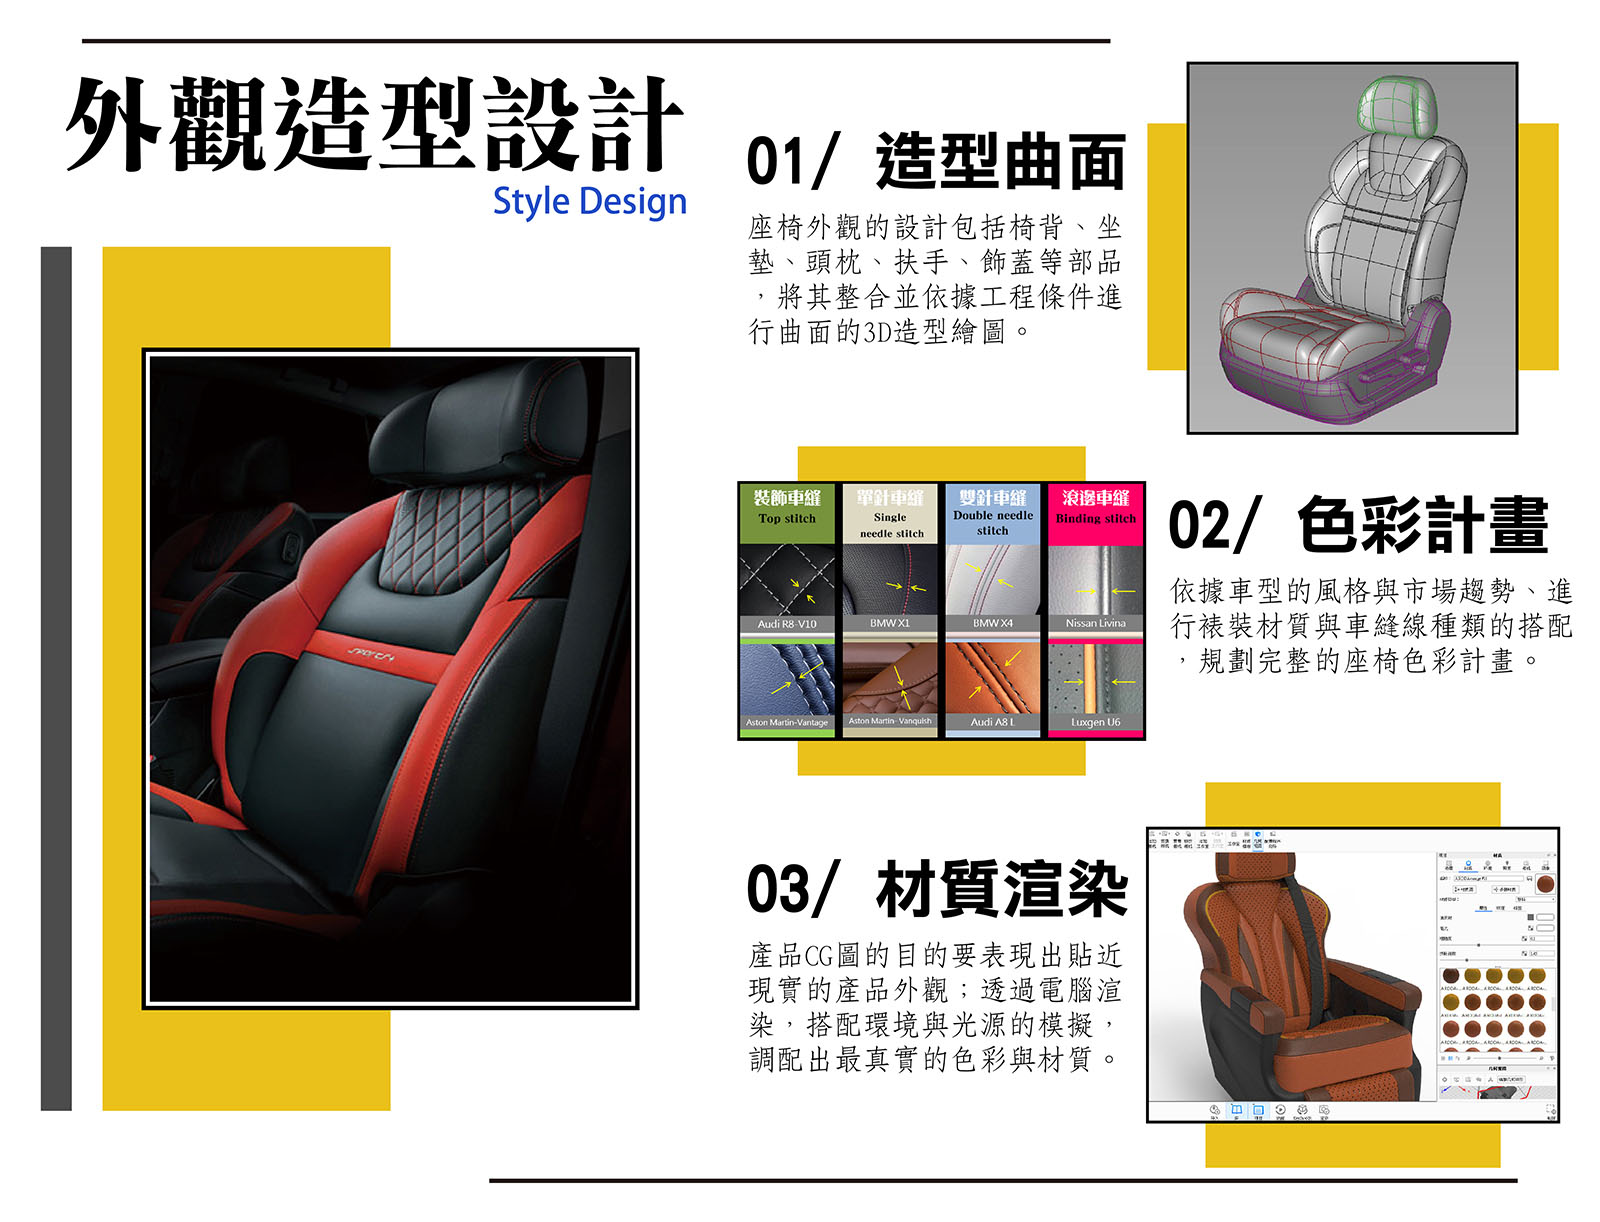 外觀造型設計
Style Design
01/ 造型曲面
座椅外觀的設計包括椅背、坐
墊、頭枕、扶手、飾蓋等部品
，將其整合並依據工程條件進
行曲面的3D造型繪圖。
裝飾車縫
Top stitch
單針車縫
Single
needle stitch
雙針車縫
Double needle
stitch
滾邊車縫
Binding stitch
Audi R8-V10
BMW X1
BMW X4
Nissan Livina
Aston Martin-Vantage
Aston Martin- Vanquish
Audi A8 L
Luxgen U6
02/ 色彩計畫
依據車型的風格與市場趨勢、進
行裱裝材質與車縫線種類的搭配
，規劃完整的座椅色彩計畫。
03/ 材質渲染
產品CG圖的目的要表現出貼近
現實的產品外觀；透過電腦渲
染，搭配環境與光源的模擬，
調配出最真實的色彩與材質。